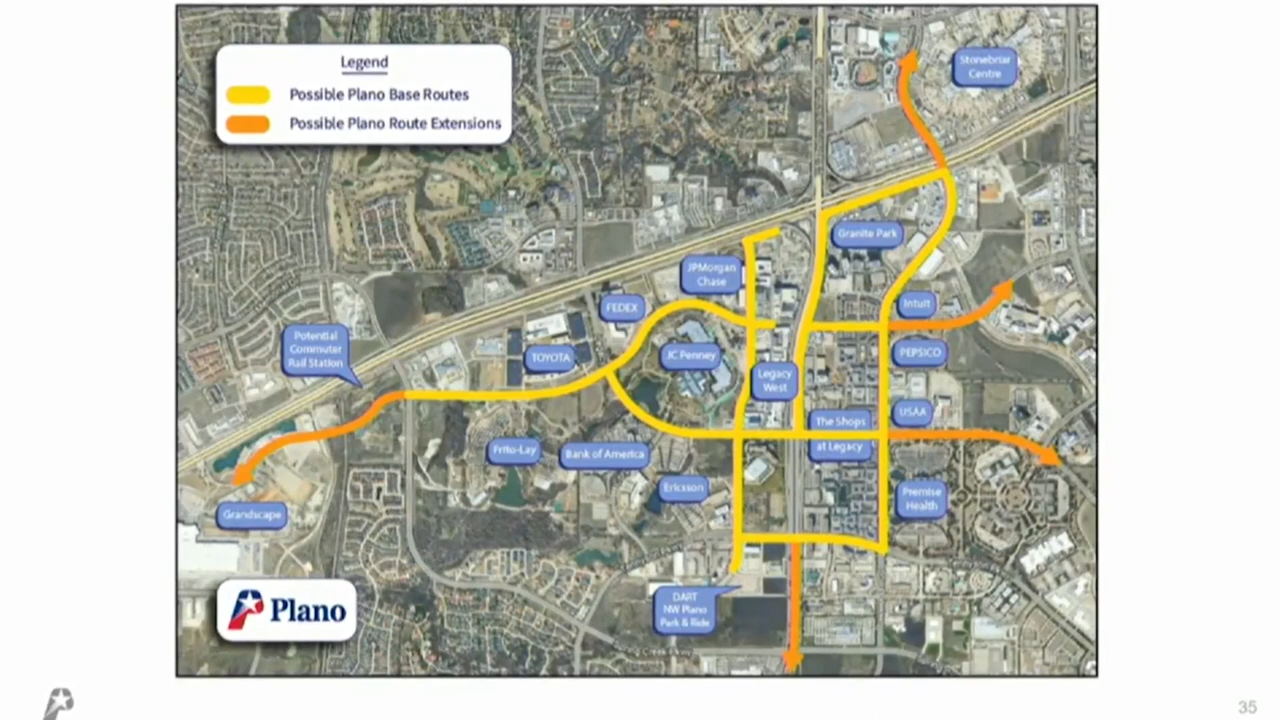 Legend
Possible Plano Base Routes
Possible Plano Route Extensions
Stonebriar
Centre
Granite Park
JPMorgan
Chase
FEDEX
Intuit
Potential
Commuter
Rail Station
TOYOTA
JC Penney
PEPSICO
Legacy
West
USAA
The Shops
at Legacy
Frito-Lay
Bank of America
Ericsson
Premise
Health
Grandscape
DART
NW Plano
Park & Ride
Plano
35